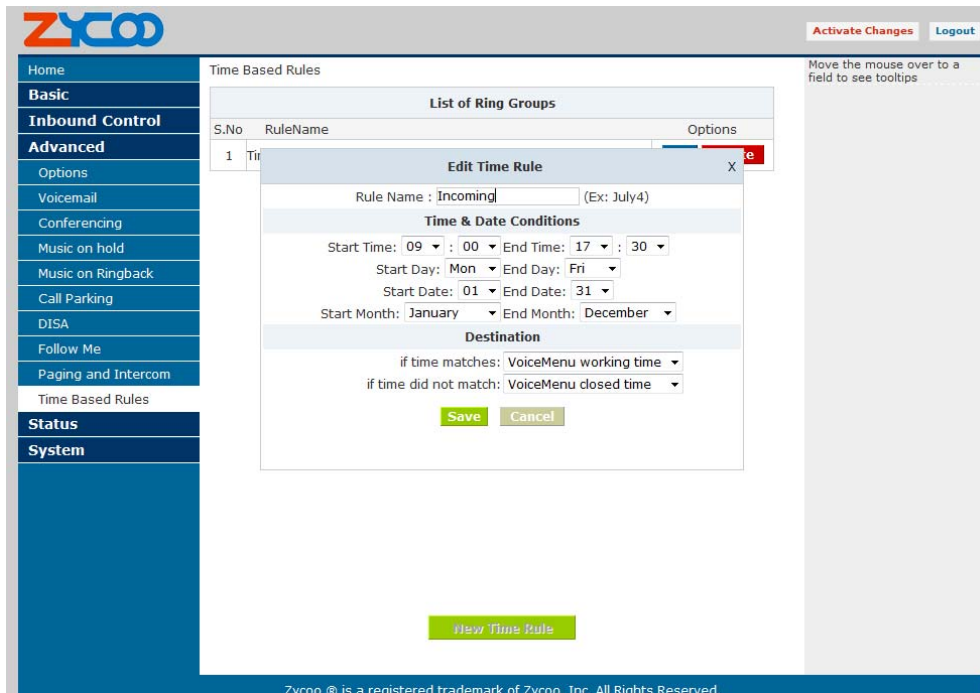 ZYCOO
Activate Changes Logout
Home
Basic
Inbound Control
Advanced
Options
Voicemail
Conferencing
Music on hold
Music on Ringback
Call Parking
DISA
Follow Me
Paging and Intercom
Time Based Rules
Status
System
Time Based Rules
List of Ring Groups
S.No RuleName Options
1
Edit Time Rule X
Rule Name : Incoming (Ex: July4)
Time & Date Conditions
Start Time: 09 : 00 End Time: 17 : 30
Start Day: Mon End Day: Fri
Start Date: 01 End Date: 31
Start Month: January End Month: December
Destination
if time matches: VoiceMenu working time
if time did not match: VoiceMenu closed time
Save Cancel
New Time Rule
Move the mouse over to a
field to see tooltips
Zycoo ® is a registered trademark of Zycoo, Inc. All Rights Reserved.